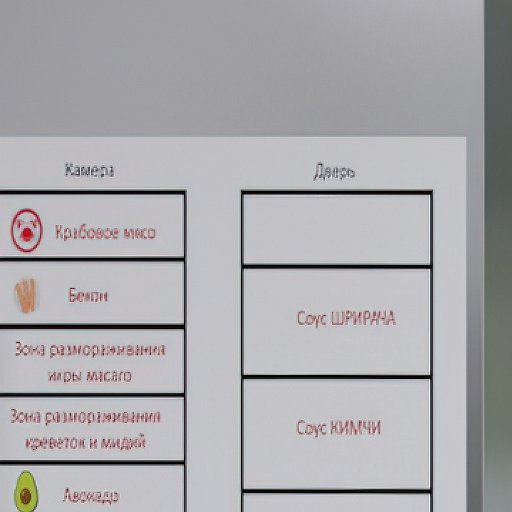 Камера
Крабовое мясо
Бекон
Зона размораживания
икры масаго
Зона размораживания
креветок и мидий
Авокадо
Дверь
Соус ШРИРАЧА
Соус КИМЧИ